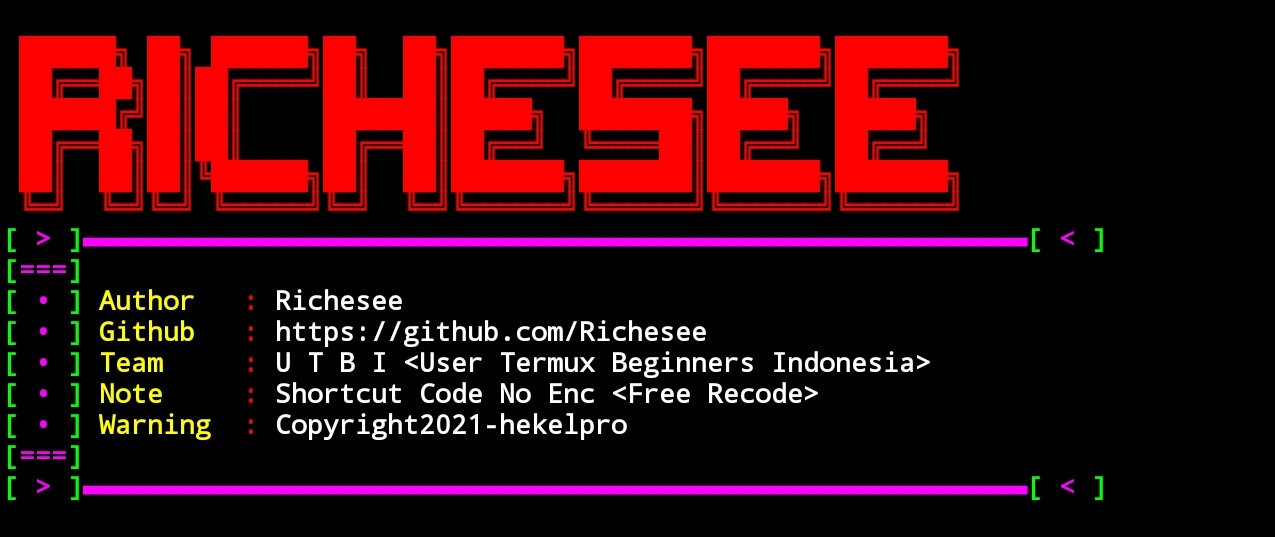 RICHESEE
[ > ]▬▬▬▬▬▬▬▬▬▬▬▬▬▬▬▬▬▬▬▬▬▬▬▬▬▬▬▬▬▬[ < ]
[===]
[ • ] Author : Richesee
[ • ] Github : https://github.com/Richesee
[ • ] Team : U T B I <User Termux Beginners Indonesia>
[ • ] Note : Shortcut Code No Enc <Free Recode>
[ • ] Warning : Copyright2021-hekelpro
[===]
[ > ]▬▬▬▬▬▬▬▬▬▬▬▬▬▬▬▬▬▬▬▬▬▬▬▬▬▬▬▬▬▬[ < ]